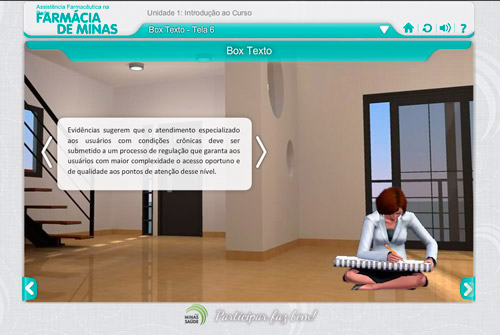 Assistência Farmacêutica na
FARMÁCIA
DE MINAS
Unidade 1: Introdução ao Curso
Box Texto - Tela 6
?
Box Texto
Evidências sugerem que o atendimento especializado
aos usuários com condições crônicas deve ser
submetido a um processo de regulação que garanta aos
usuários com maior complexidade o acesso oportuno e
de qualidade aos pontos de atenção desse nível.
MINAS
SAÚDE
Participar faz bem!